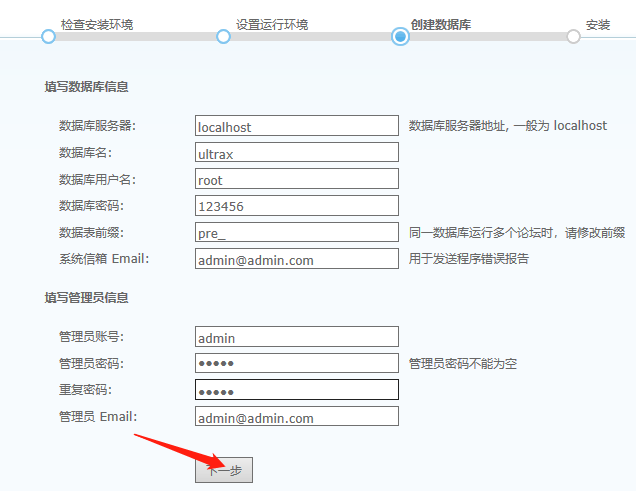 检查安装环境 设置运行环境 创建数据库 安装
填写数据库信息
数据库服务器: localhost 数据库服务器地址, 一般为 localhost
数据库名: ultrax
数据库用户名: root
数据库密码: 123456
数据表前缀: pre_ 同一数据库运行多个论坛时，请修改前缀
系统信箱 Email: admin@admin.com 用于发送程序错误报告
填写管理员信息
管理员账号: admin
管理员密码: ●●●●● 管理员密码不能为空
重复密码: ●●●●●
管理员 Email: admin@admin.com
下一步